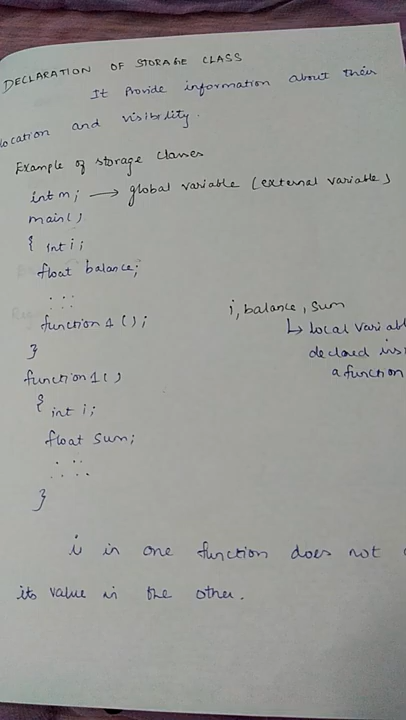 DECLARATION OF STORAGE CLASS
It Provide information about their
location and visibility.
Example of storage classes
int m; → global variable (external variable)
main()
{ int i;
float balance;
. . .
. . .
function1();
i, balance, sum
↳ local variabl
declared ins
a function
}
function1()
{ int i;
float sum;
. . .
. . . .
}
i in one function does not
its value in the other.